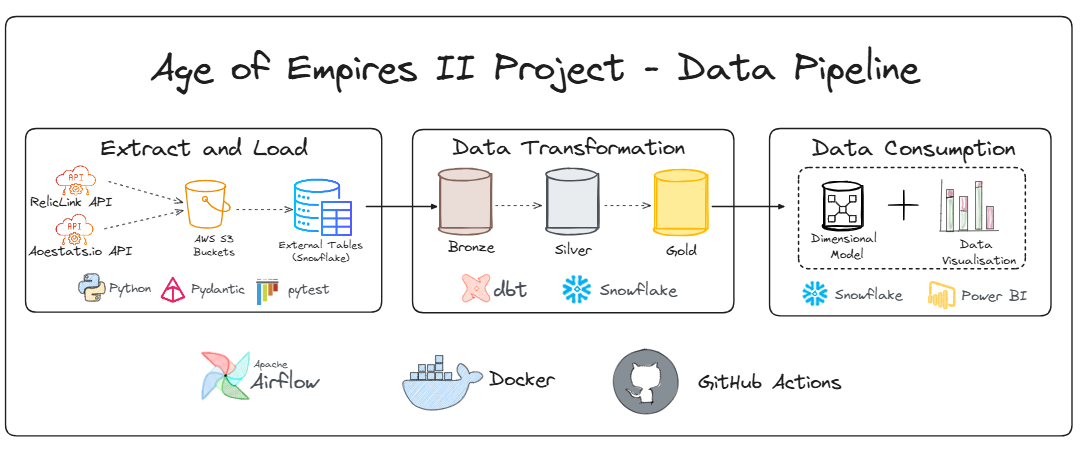 Age of Empires II Project - Data Pipeline
Extract and Load
API
RelicLink API
API
Aoestats.io API
AWS S3
Buckets
External Tables
(Snowflake)
Python
Pydantic
pytest
Data Transformation
Bronze
Silver
Gold
dbt
Snowflake
Data Consumption
Dimensional
Model
Data
Visualisation
Snowflake
Power BI
Apache
Airflow
Docker
GitHub Actions